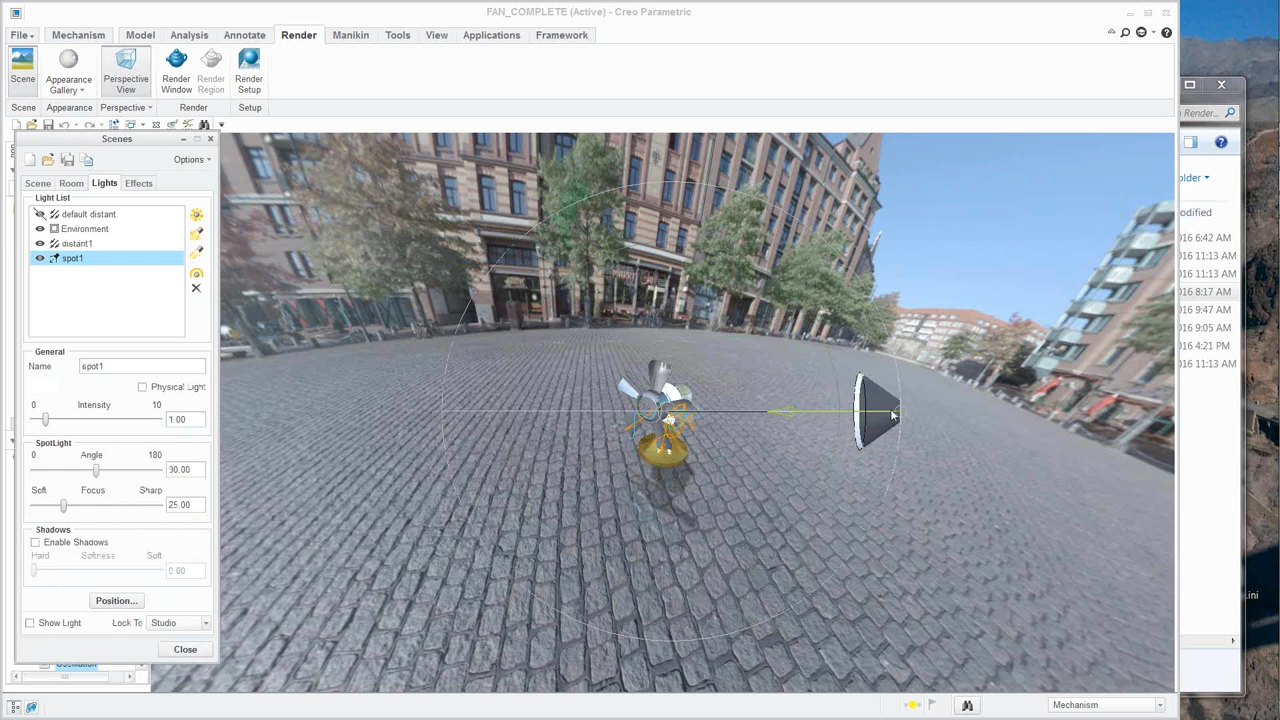 FAN_COMPLETE (Active) - Creo Parametric
File Mechanism Model Analysis Annotate Render Manikin Tools View Applications Framework
Scene Appearance Gallery Perspective View Render Window Render Region Render Setup
Scene Appearance Perspective Render Setup
Render...
Scenes
Options
Scene Room Lights Effects
Light List
default distant
Environment
distant1
spot1
General
Name spot1
Physical Light
0 Intensity 10
1.00
SpotLight
0 Angle 180
90.00
Soft Focus Sharp
25.00
Shadows
Enable Shadows
Hard Softness Soft
0.00
Position...
Show Light Lock To Studio
Close
older
odified
016 6:42 AM
016 11:13 AM
016 11:13 AM
016 8:17 AM
016 9:47 AM
016 9:05 AM
016 4:21 PM
016 11:13 AM
.ini
Mechanism